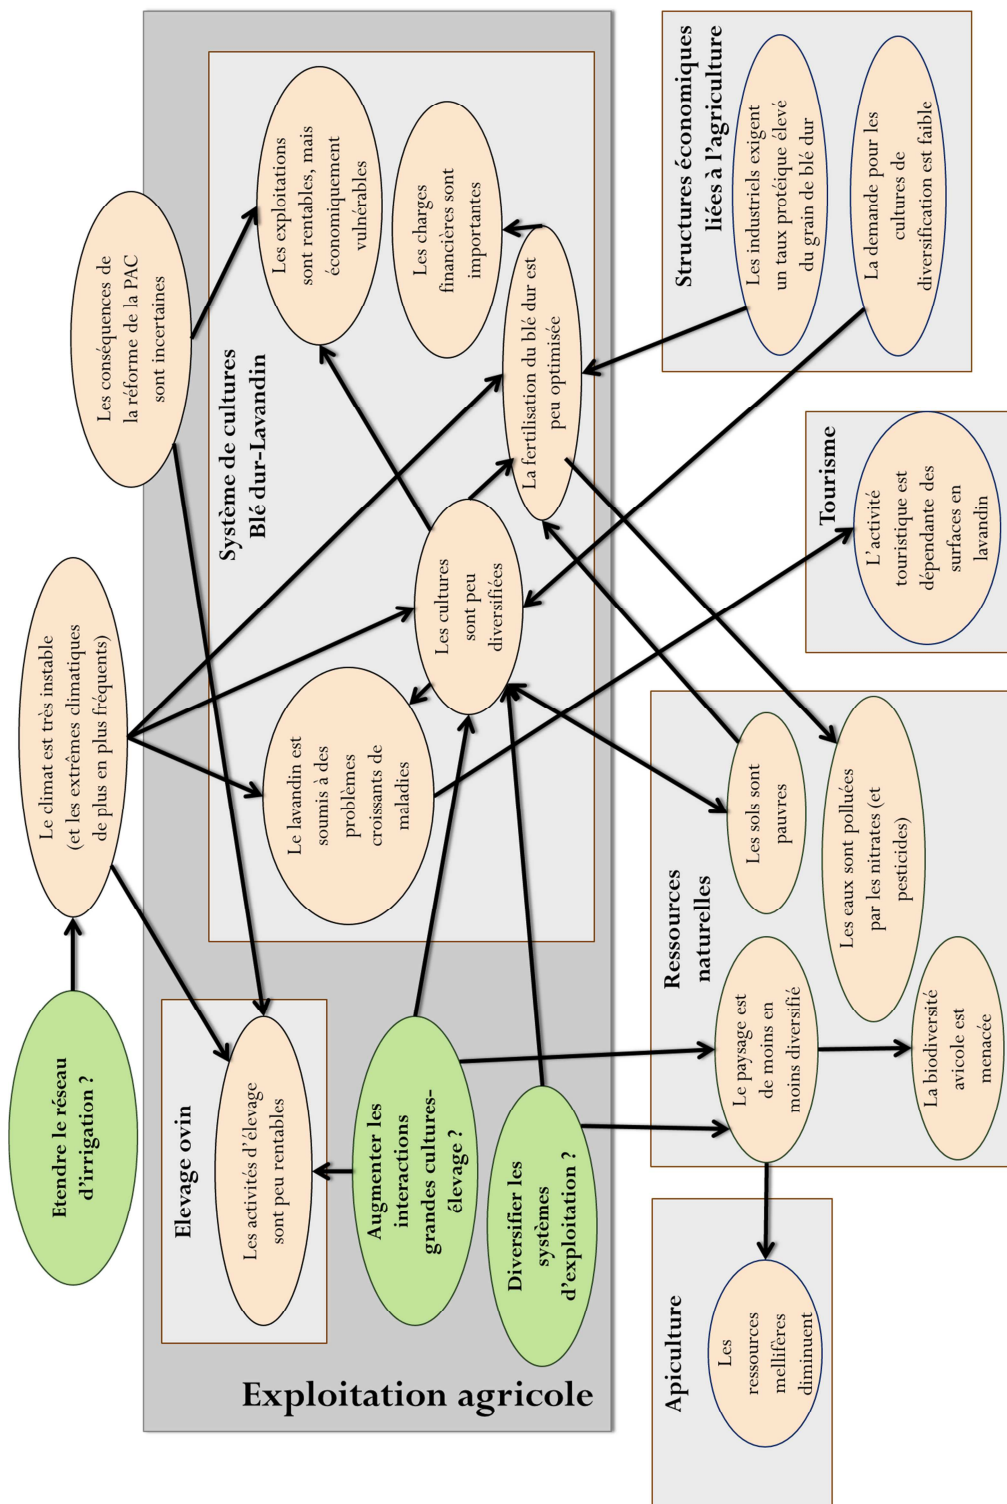 Etendre le réseau
d'irrigation ?
Le climat est très instable
(et les extrêmes climatiques
de plus en plus fréquents)
Les conséquences de
la réforme de la PAC
sont incertaines
Exploitation agricole
Elevage ovin
Les activités d'élevage
sont peu rentables
Augmenter les
interactions
grandes cultures-
élevage ?
Diversifier les
systèmes
d'exploitation ?
Système de cultures
Blé dur-Lavandin
Le lavandin est
soumis à des
problèmes
croissants de
maladies
Les cultures
sont peu
diversifiées
Les exploitations
sont rentables, mais
économiquement
vulnérables
Les charges
financières sont
importantes
La fertilisation du blé dur est
peu optimisée
Apiculture
Les
ressources
mellifères
diminuent
Ressources
naturelles
Le paysage est
de moins en
moins diversifié
Les sols sont
pauvres
Les eaux sont polluées
par les nitrates (et
pesticides)
La biodiversité
avicole est
menacée
Tourisme
L'activité
touristique est
dépendante des
surfaces en
lavandin
Structures économiques
liées à l'agriculture
Les industriels exigent
un taux protéique élevé
du grain de blé dur
La demande pour les
cultures de
diversification est faible